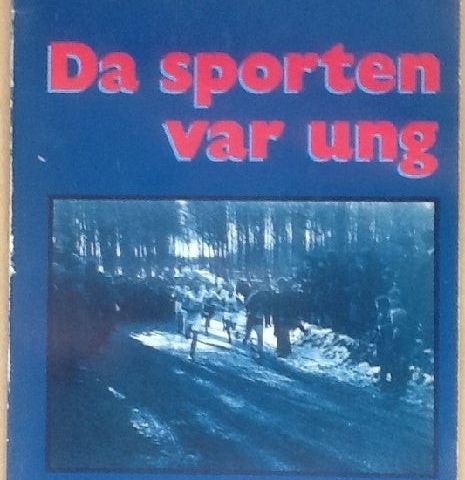 Da sporten
var ung